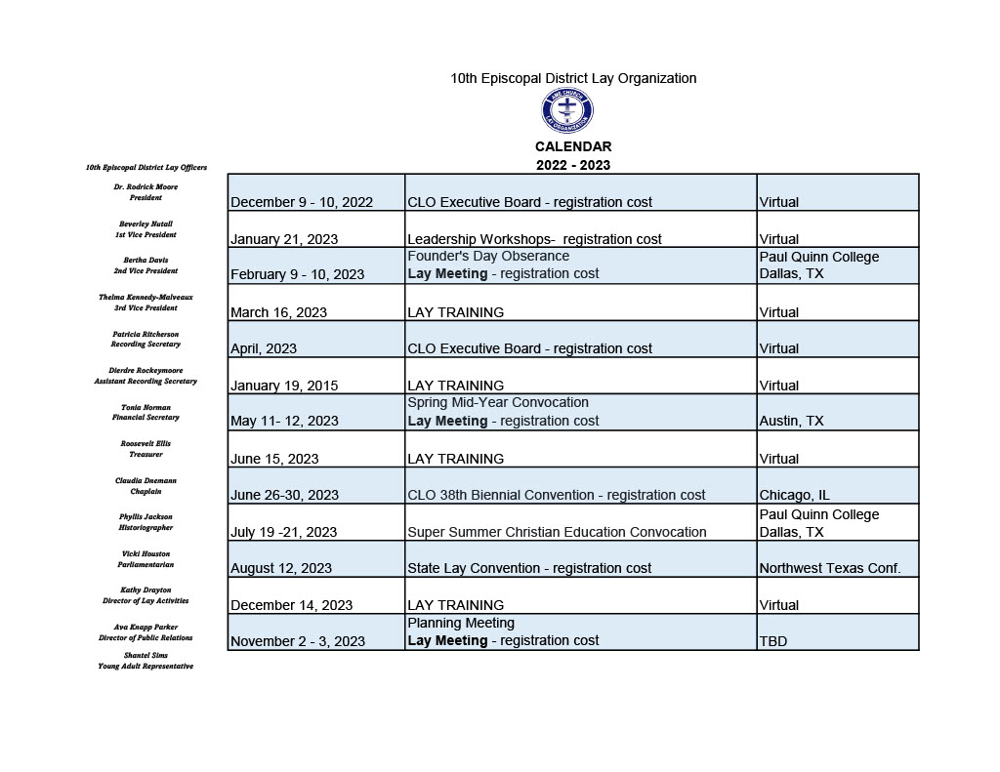 10th Episcopal District Lay Organization
AME CHURCH
LAY ORGANIZATION
CALENDAR
2022 - 2023
10th Episcopal District Lay Officers
Dr. Rodrick Moore
President
Beverley Nutall
1st Vice President
Bertha Davis
2nd Vice President
Thelma Kennedy-Malveaux
3rd Vice President
Patricia Ritcherson
Recording Secretary
Dierdre Rockeymoore
Assistant Recording Secretary
Tonia Norman
Financial Secretary
Roosevelt Ellis
Treasurer
Claudia Dnemann
Chaplain
Phyllis Jackson
Historiographer
Vicki Houston
Parliamentarian
Kathy Drayton
Director of Lay Activities
Ava Knapp Parker
Director of Public Relations
Shantel Sims
Young Adult Representative
December 9 - 10, 2022 CLO Executive Board - registration cost Virtual
January 21, 2023 Leadership Workshops-  registration cost Virtual
Founder's Day Obserance Paul Quinn College
February 9 - 10, 2023 Lay Meeting - registration cost Dallas, TX
March 16, 2023 LAY TRAINING Virtual
April, 2023 CLO Executive Board - registration cost Virtual
January 19, 2015 LAY TRAINING Virtual
Spring Mid-Year Convocation
May 11- 12, 2023 Lay Meeting - registration cost Austin, TX
June 15, 2023 LAY TRAINING Virtual
June 26-30, 2023 CLO 38th Biennial Convention - registration cost Chicago, IL
Paul Quinn College
July 19 -21, 2023 Super Summer Christian Education Convocation Dallas, TX
August 12, 2023 State Lay Convention - registration cost Northwest Texas Conf.
December 14, 2023 LAY TRAINING Virtual
Planning Meeting
November 2 - 3, 2023 Lay Meeting - registration cost TBD